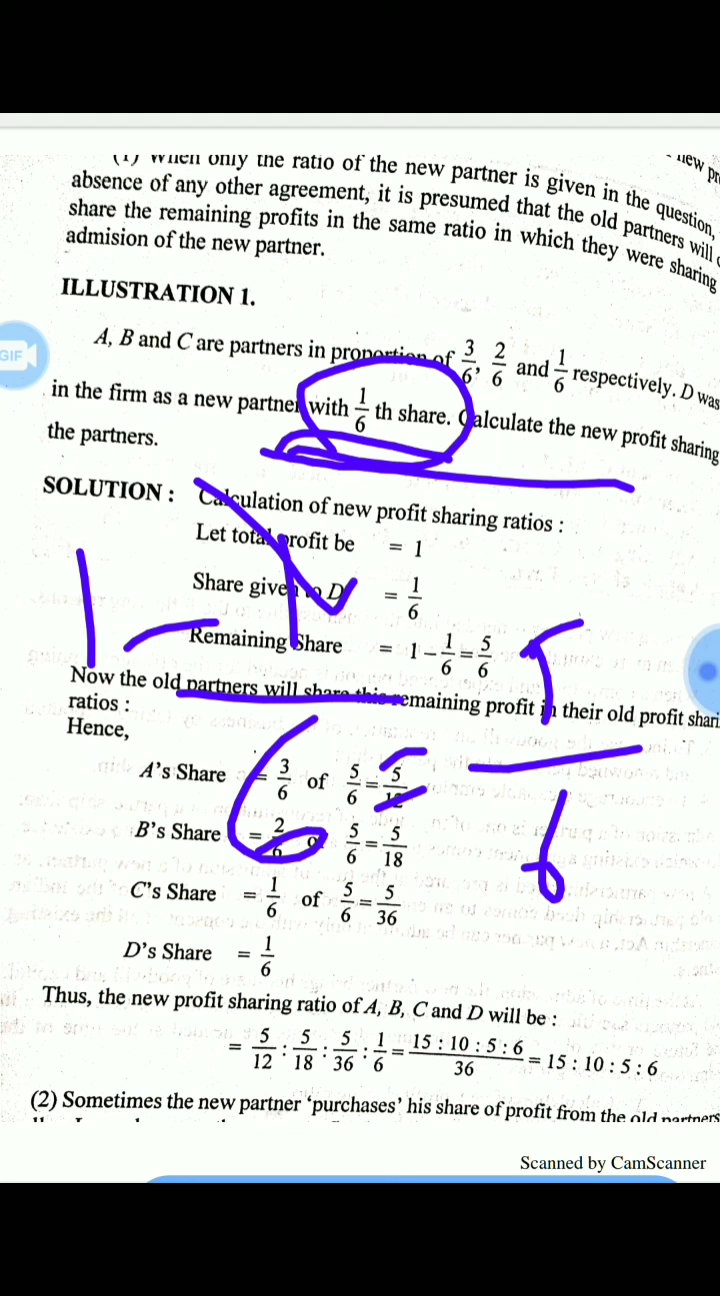 (1) When only the ratio of the new partner is given in the question,
absence of any other agreement, it is presumed that the old partners will
share the remaining profits in the same ratio in which they were sharing
admision of the new partner.
ILLUSTRATION 1.
A, B and C are partners in proportion of 3/6, 2/6 and 1/6 respectively. D was
in the firm as a new partner with 1/6 th share. Calculate the new profit sharing
the partners.
SOLUTION : Calculation of new profit sharing ratios :
Let total profit be = 1
Share given to D = 1/6
Remaining Share = 1 – 1/6 = 5/6
Now the old partners will share this remaining profit in their old profit shari
ratios :
Hence,
A's Share = 3/6 of 5/6 = 5/12
B's Share = 2/6 of 5/6 = 5/18
C's Share = 1/6 of 5/6 = 5/36
D's Share = 1/6
Thus, the new profit sharing ratio of A, B, C and D will be :
= 5/12 : 5/18 : 5/36 : 1/6 = 15 : 10 : 5 : 6/36 = 15 : 10 : 5 : 6
(2) Sometimes the new partner 'purchases' his share of profit from the old partners
Scanned by CamScanner
GIF